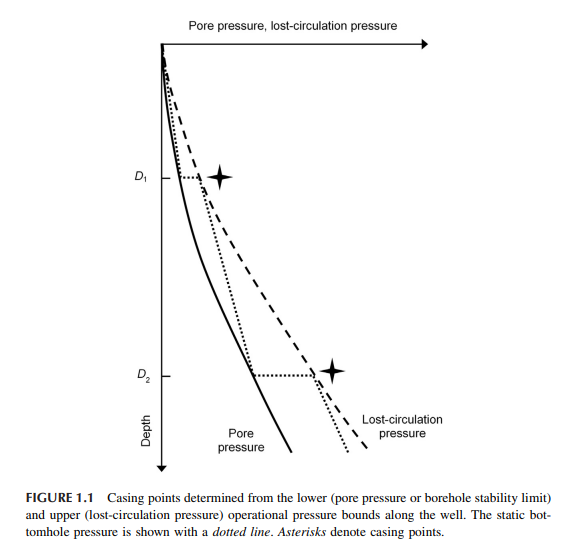 Pore pressure, lost-circulation pressure
D1
D2
Depth
Pore
pressure
Lost-circulation
pressure
FIGURE 1.1 Casing points determined from the lower (pore pressure or borehole stability limit)
and upper (lost-circulation pressure) operational pressure bounds along the well. The static bot-
tomhole pressure is shown with a dotted line. Asterisks denote casing points.